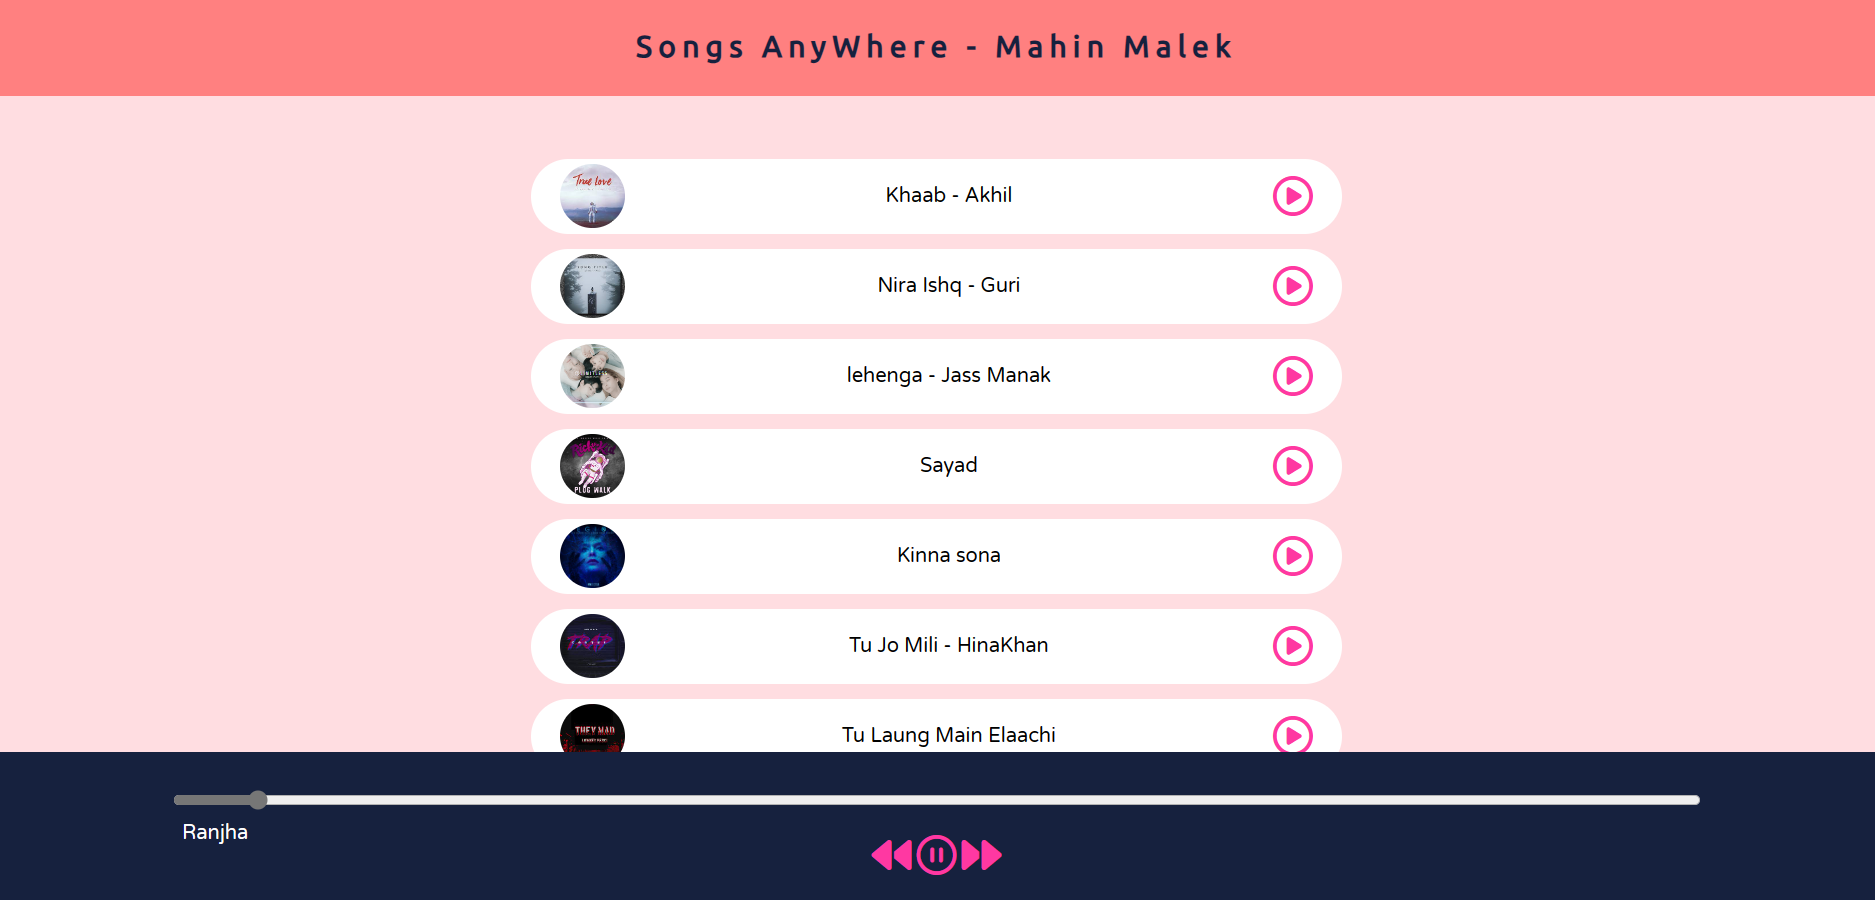 Songs AnyWhere - Mahin Malek
True love
Khaab - Akhil
Nira Ishq - Guri
lehenga - Jass Manak
Sayad
PLUG WALK
Kinna sona
Tu Jo Mili - HinaKhan
THEY MAD
Tu Laung Main Elaachi
Ranjha